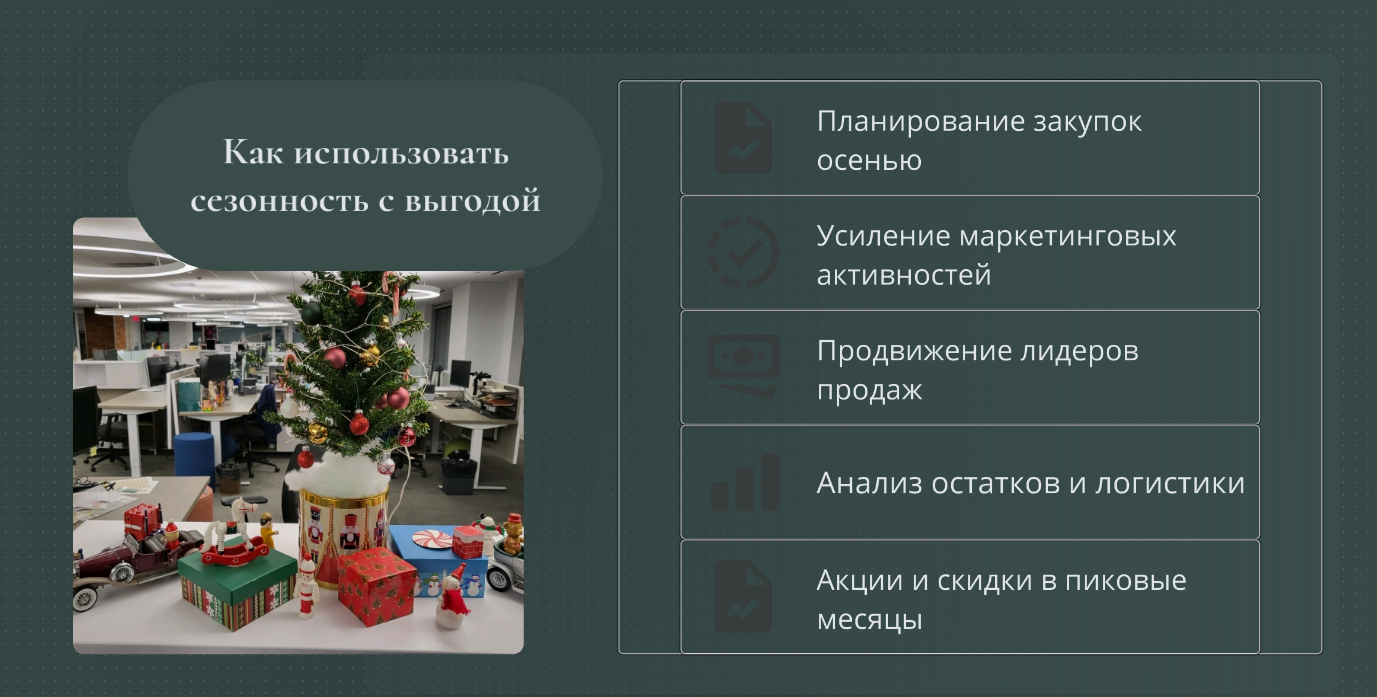 Как использовать
сезонность с выгодой
Планирование закупок
осенью
Усиление маркетинговых
активностей
Продвижение лидеров
продаж
Анализ остатков и логистики
Акции и скидки в пиковые
месяцы